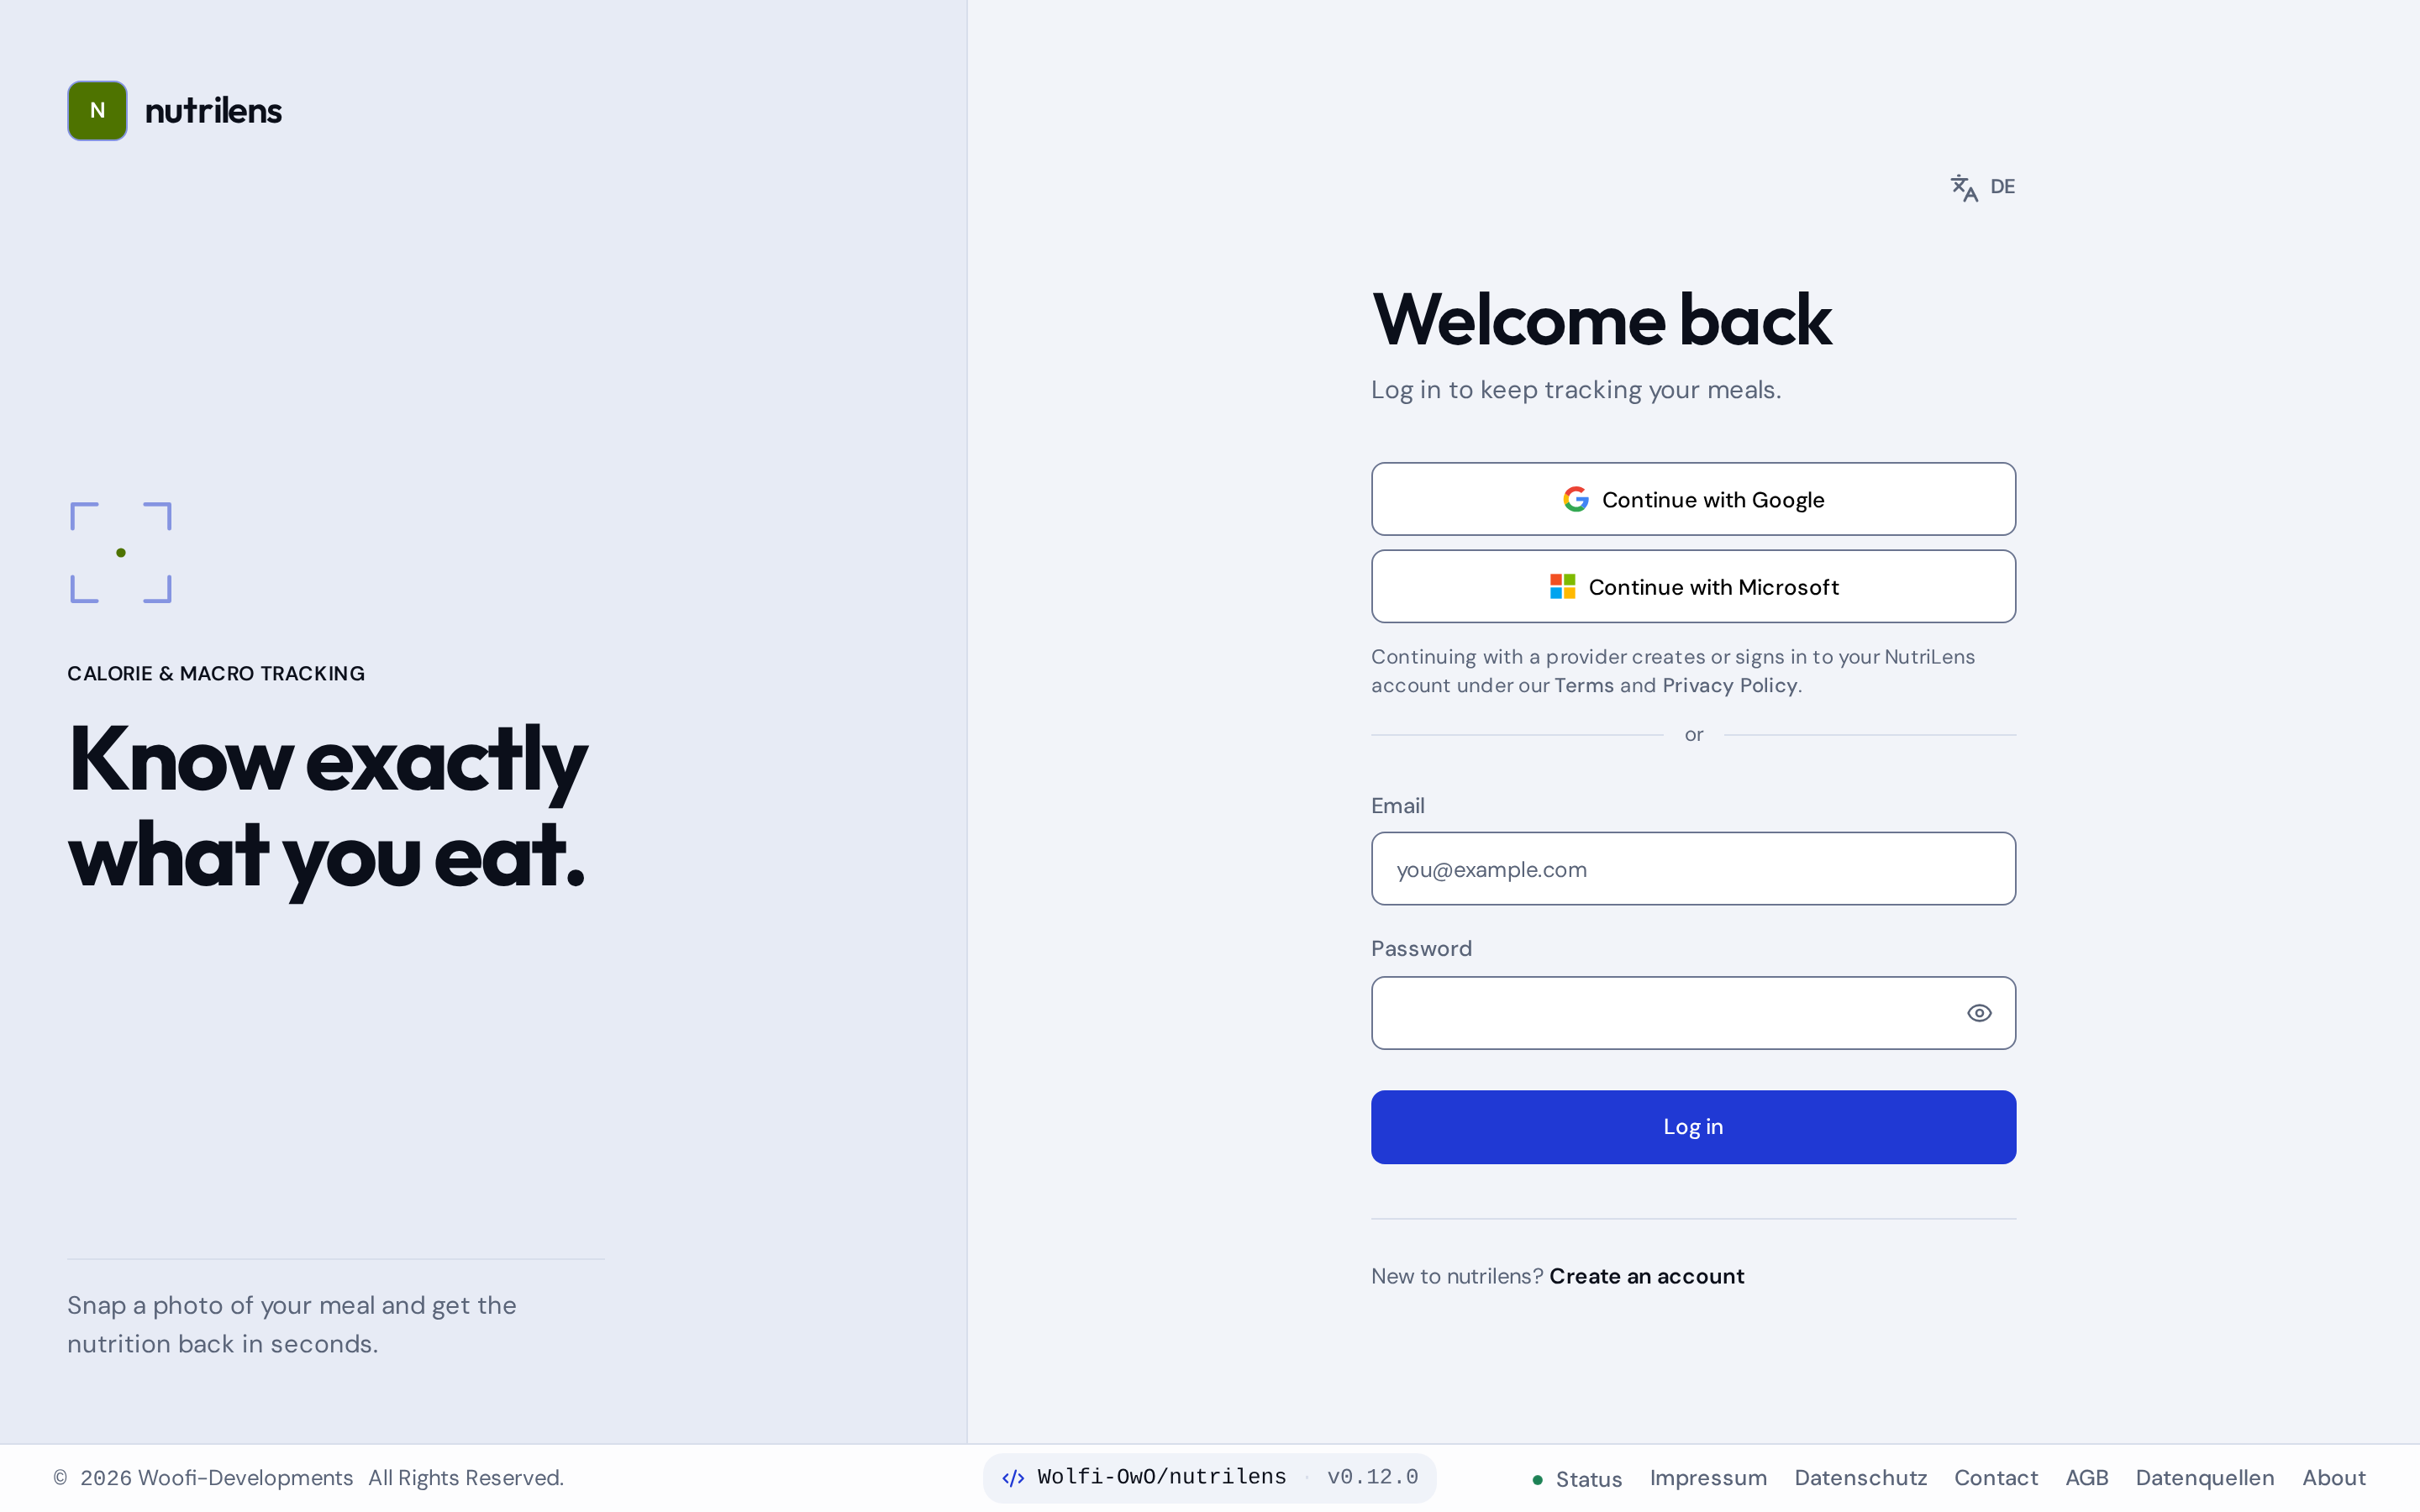 N
nutrilens
CALORIE & MACRO TRACKING
Know exactly
what you eat.
Snap a photo of your meal and get the
nutrition back in seconds.
DE
Welcome back
Log in to keep tracking your meals.
Continue with Google
Continue with Microsoft
Continuing with a provider creates or signs in to your NutriLens
account under our Terms and Privacy Policy.
or
Email
you@example.com
Password
Log in
New to nutrilens? Create an account
© 2026 Woofi-Developments All Rights Reserved.
Wolfi-OwO/nutrilens · v0.12.0
Status Impressum Datenschutz Contact AGB Datenquellen About